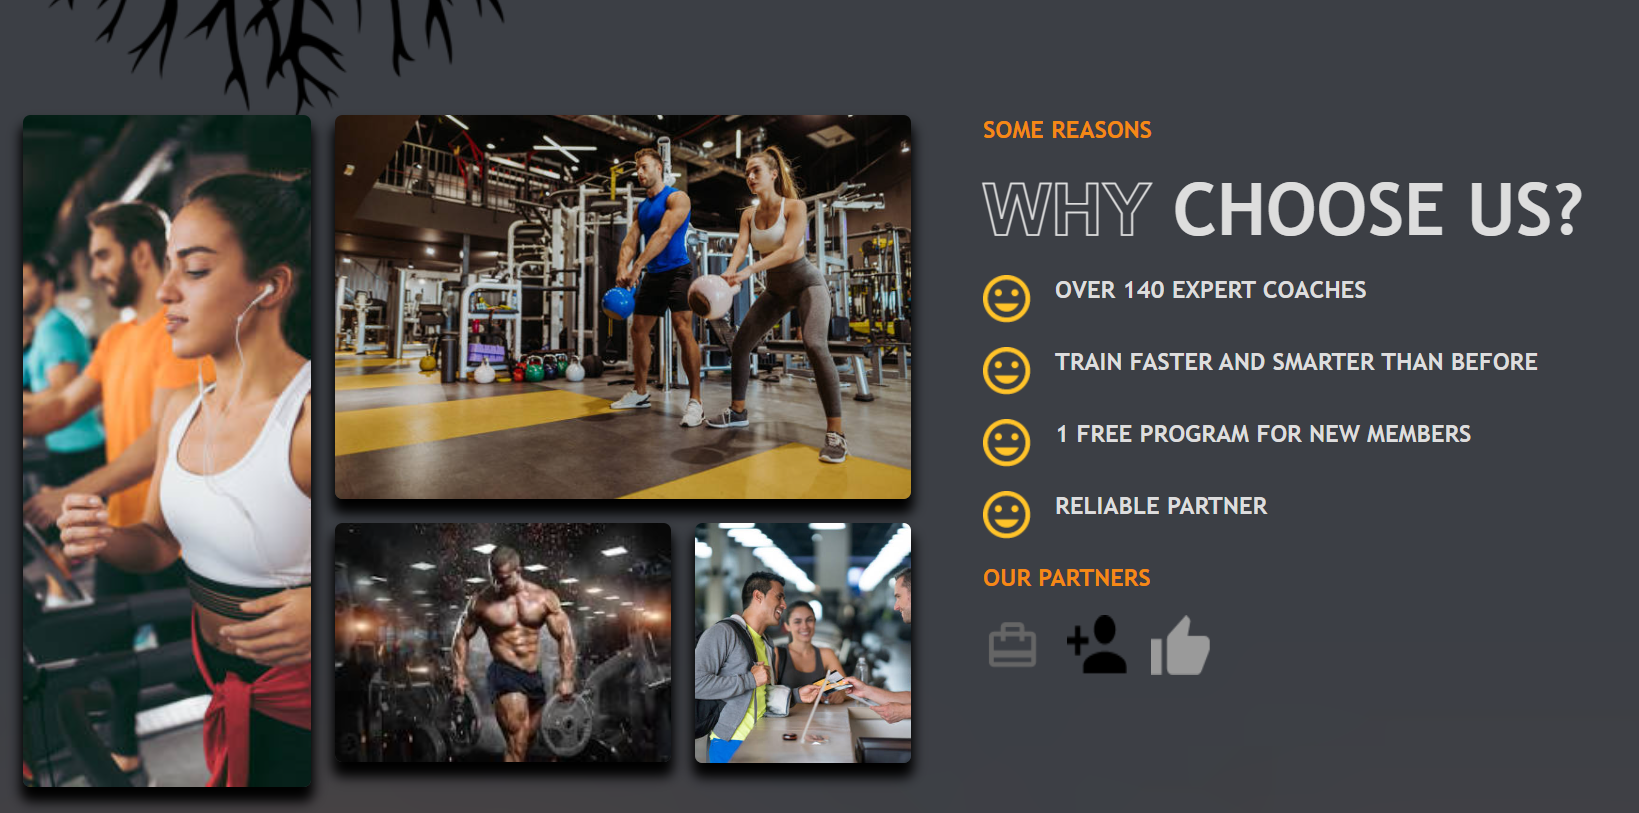 SOME REASONS
WHY CHOOSE US?
OVER 140 EXPERT COACHES
TRAIN FASTER AND SMARTER THAN BEFORE
1 FREE PROGRAM FOR NEW MEMBERS
RELIABLE PARTNER
OUR PARTNERS